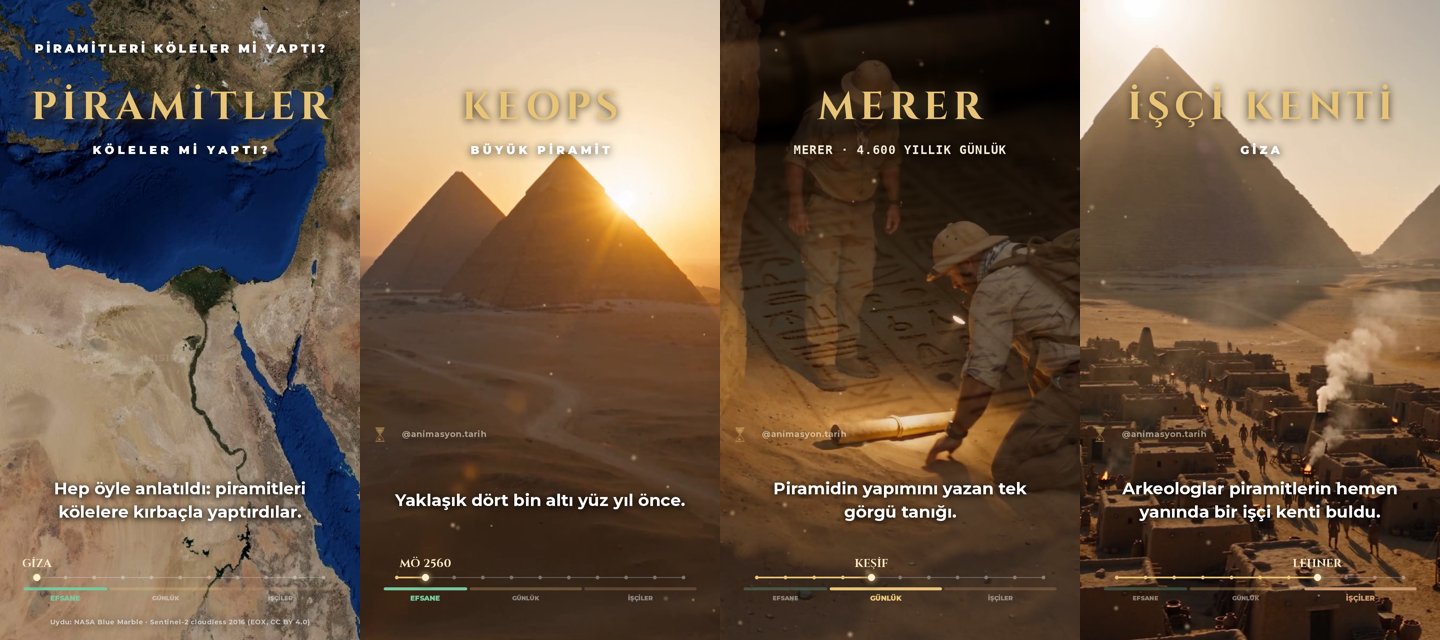 PİRAMİTLERİ KÖLELER Mİ YAPTI?
PİRAMİTLER
KÖLELER Mİ YAPTI?
Hep öyle anlatıldı: piramitleri
kölelere kırbaçla yaptırdılar.
GİZA
EFSANE
GÜNLÜK
İŞÇİLER
Uydu: NASA Blue Marble · Sentinel-2 cloudless 2016 (EOX, CC BY 4.0)
KEOPS
BÜYÜK PİRAMİT
@animasyon.tarih
Yaklaşık dört bin altı yüz yıl önce.
MÖ 2560
EFSANE
GÜNLÜK
İŞÇİLER
MERER
MERER · 4.600 YILLIK GÜNLÜK
@animasyon.tarih
Piramidin yapımını yazan tek
görgü tanığı.
KEŞİF
EFSANE
GÜNLÜK
İŞÇİLER
İŞÇİ KENTİ
GİZA
@animasyon.tarih
Arkeologlar piramitlerin hemen
yanında bir işçi kenti buldu.
LEHNER
EFSANE
GÜNLÜK
İŞÇİLER